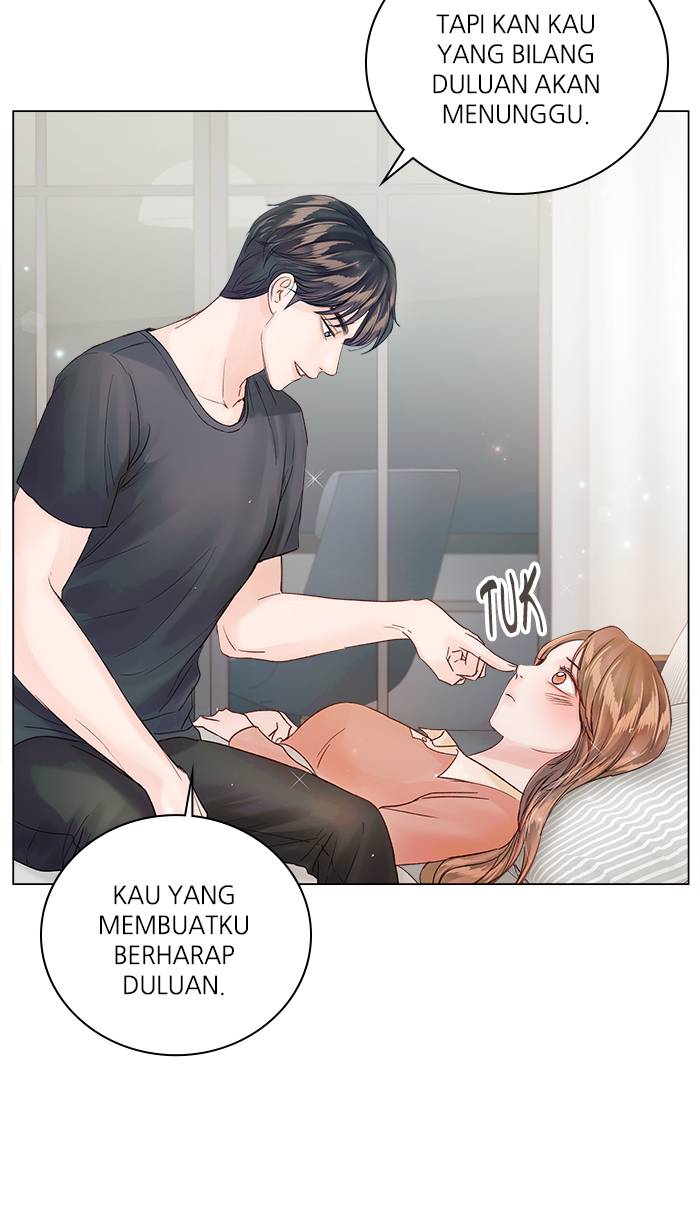 TAPI KAN KAU
YANG BILANG
DULUAN AKAN
MENUNGGU.
TUK
KAU YANG
MEMBUATKU
BERHARAP
DULUAN.